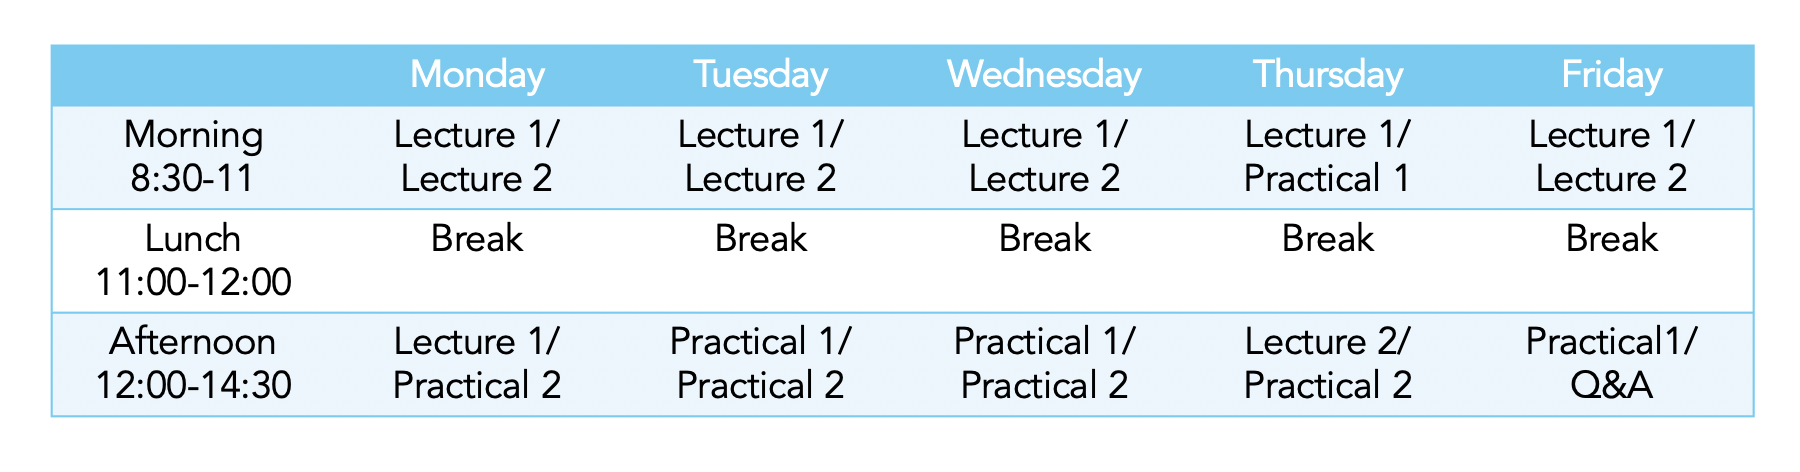 Monday Tuesday Wednesday Thursday Friday
Morning Lecture 1/ Lecture 1/ Lecture 1/ Lecture 1/ Lecture 1/
8:30-11 Lecture 2 Lecture 2 Lecture 2 Practical 1 Lecture 2
Lunch Break Break Break Break Break
11:00-12:00
Afternoon Lecture 1/ Practical 1/ Practical 1/ Lecture 2/ Practical1/
12:00-14:30 Practical 2 Practical 2 Practical 2 Practical 2 Q&A